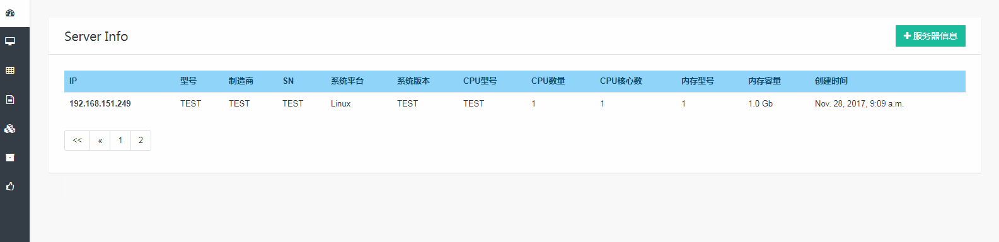 Server Info
服务器信息
IP 型号 制造商 SN 系统平台 系统版本 CPU型号 CPU数量 CPU核心数 内存型号 内存容量 创建时间
192.168.151.249 TEST TEST TEST Linux TEST TEST 1 1 1 1.0 Gb Nov. 28, 2017, 9:09 a.m.
<< « 1 2